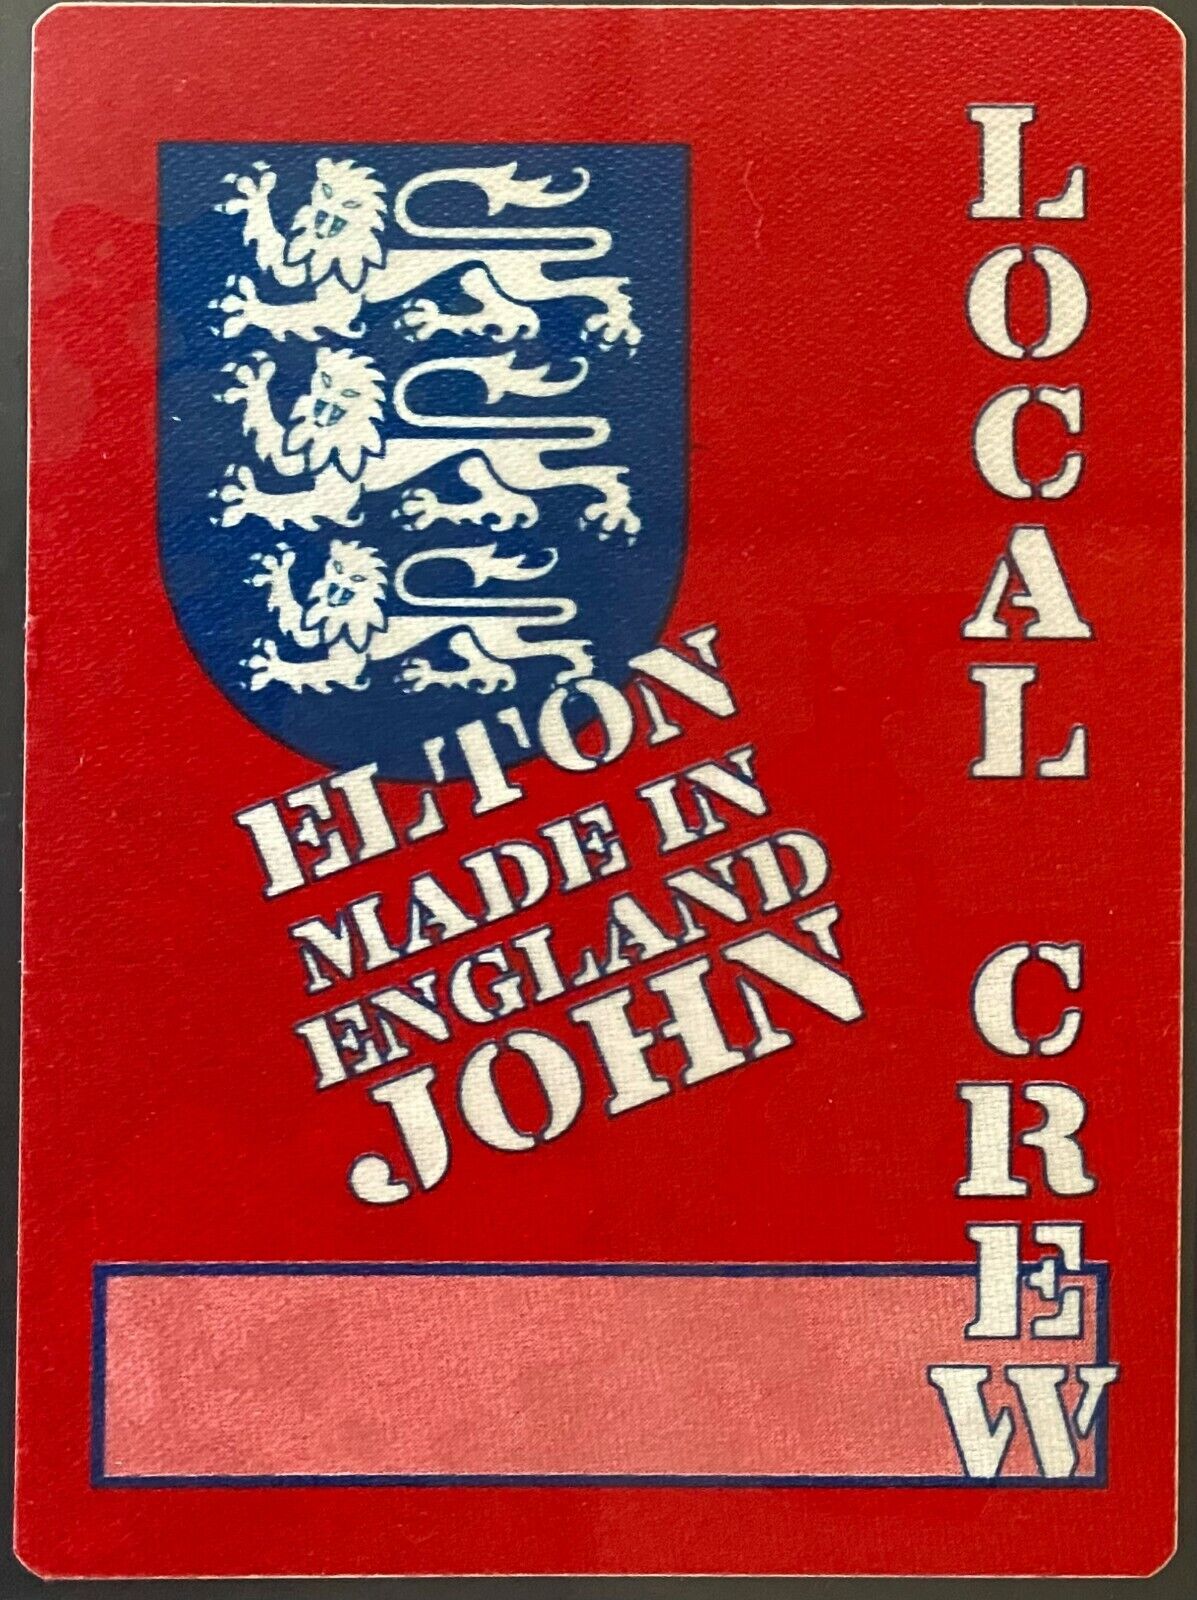 ELTON
MADE IN
ENGLAND
JOHN
LOCAL CREW